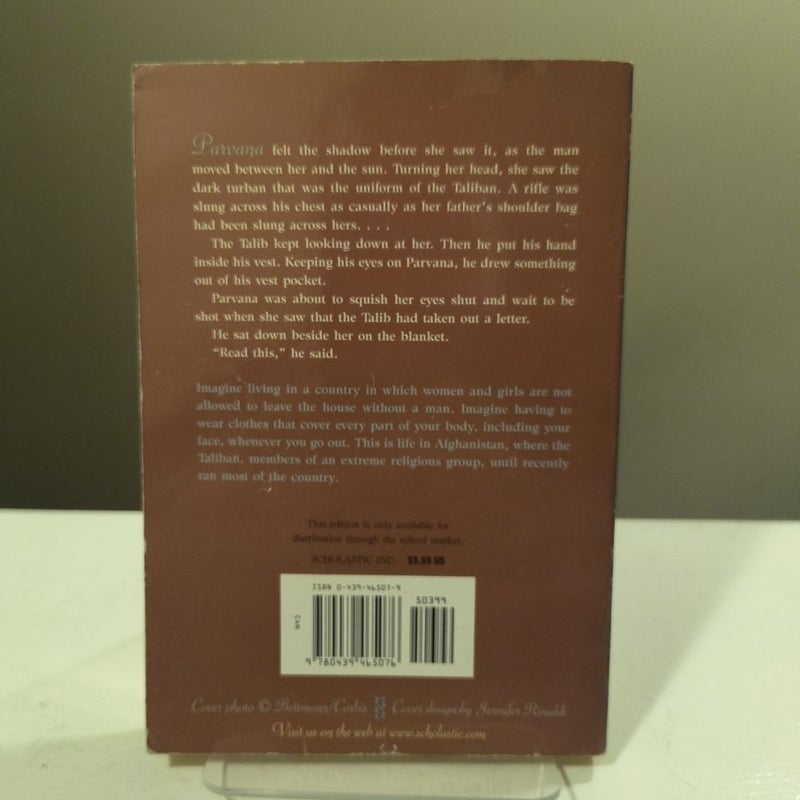 Parvana felt the shadow before she saw it, as the man
moved between her and the sun. Turning her head, she saw the
dark turban that was the uniform of the Taliban. A rifle was
slung across his chest as casually as her father's shoulder bag
had been slung across hers. . . .
The Talib kept looking down at her. Then he put his hand
inside his vest. Keeping his eyes on Parvana, he drew something
out of his vest pocket.
Parvana was about to squish her eyes shut and wait to be
shot when she saw that the Talib had taken out a letter.
He sat down beside her on the blanket.
"Read this," he said.
Imagine living in a country in which women and girls are not
allowed to leave the house without a man. Imagine having to
wear clothes that cover every part of your body, including your
face, whenever you go out. This is life in Afghanistan, where the
Taliban, members of an extreme religious group, until recently
ran most of the country.
This edition is only available for
distribution through the school market.
SCHOLASTIC INC. $3.99 US
ISBN 0-439-46507-9
50399
CAN
9 780439 465076
Cover photo © Bettmann/Corbis Cover design by Jennifer Rinaldi
Visit us on the web at www.scholastic.com